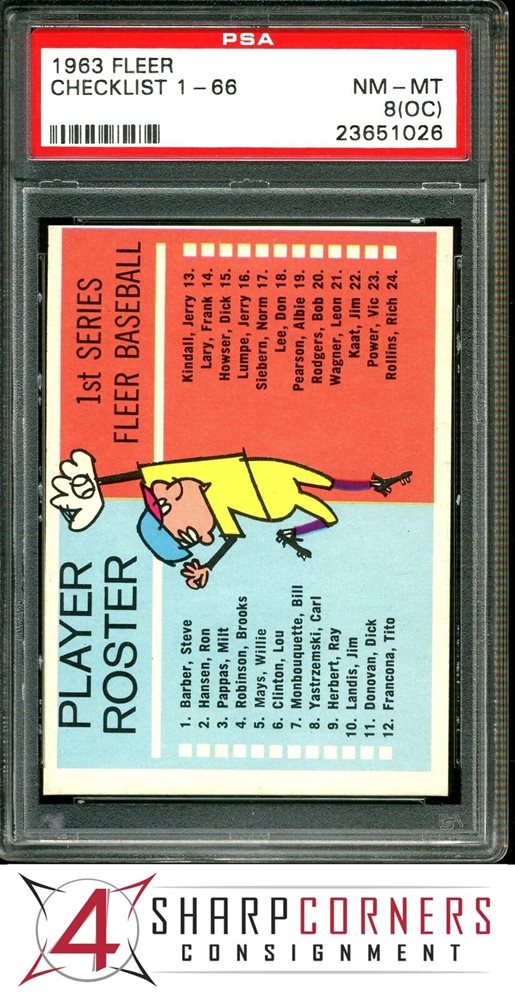 PSA
1963 FLEER
CHECKLIST 1-66
NM-MT
8(OC)
23651026
PLAYER
ROSTER
1st SERIES
FLEER BASEBALL
1. Barber, Steve
2. Hansen, Ron
3. Pappas, Milt
4. Robinson, Brooks
5. Mays, Willie
6. Clinton, Lou
7. Monbouquette, Bill
8. Yastrzemski, Carl
9. Herbert, Ray
10. Landis, Jim
11. Donovan, Dick
12. Francona, Tito
Kindall, Jerry 13.
Lary, Frank 14.
Howser, Dick 15.
Lumpe, Jerry 16.
Siebern, Norm 17.
Lee, Don 18.
Pearson, Albie 19.
Rodgers, Bob 20.
Wagner, Leon 21.
Kaat, Jim 22.
Power, Vic 23.
Rollins, Rich 24.
4 SHARPCORNERS
CONSIGNMENT